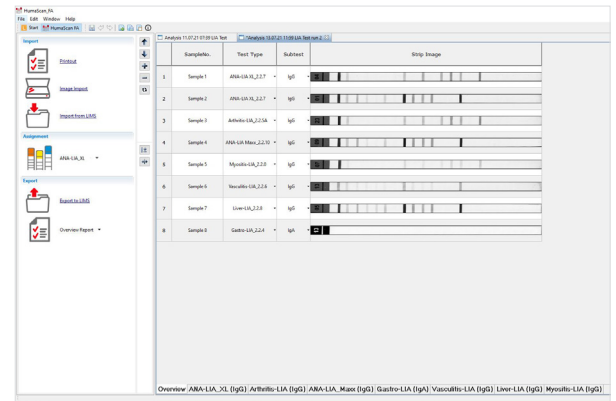 HumaScan_PA
File Edit Window Help
Start HumaScan PA
Import
Printout
Image Import
Import from LIMS
Assignment
ANA-LIA_XL
Export
Export to LIMS
Overview Report
Analysis 11.07.21 07:09 LIA Test *Analysis 13.07.21 11:09 LIA Test run 2
SampleNo. Test Type Subtest Strip Image
1 Sample 1 ANA-LIA XL_2.2.7 IgG
2 Sample 2 ANA-LIA XL_2.2.7 IgG
3 Sample 3 Arthritis-LIA_2.2.5A IgG
4 Sample 4 ANA-LIA Maxx_2.2.10 IgG
5 Sample 5 Myositis-LIA_2.2.0 IgG
6 Sample 6 Vasculitis-LIA_2.2.6 IgG
7 Sample 7 Liver-LIA_2.2.8 IgG
8 Sample 8 Gastro-LIA_2.2.4 IgA
Overview ANA-LIA_XL (IgG) Arthritis-LIA (IgG) ANA-LIA_Maxx (IgG) Gastro-LIA (IgA) Vasculitis-LIA (IgG) Liver-LIA (IgG) Myositis-LIA (IgG)